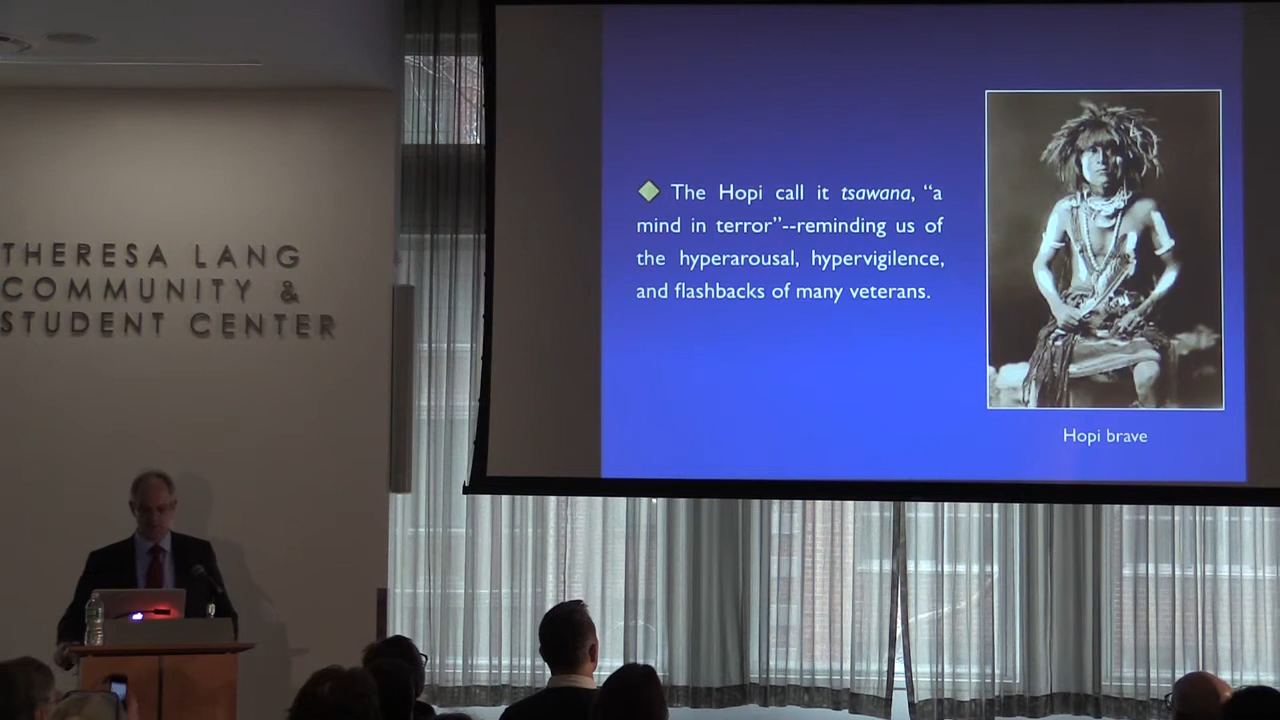 THERESA LANG
COMMUNITY &
STUDENT CENTER
The Hopi call it tsawana, “a
mind in terror”--reminding us of
the hyperarousal, hypervigilence,
and flashbacks of many veterans.
Hopi brave